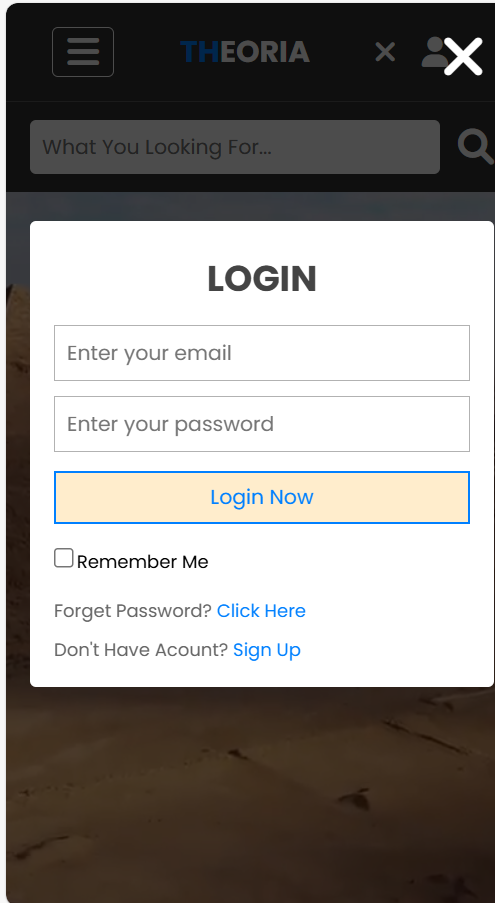 THEORIA
What You Looking For...
LOGIN
Enter your email
Enter your password
Login Now
Remember Me
Forget Password? Click Here
Don't Have Acount? Sign Up